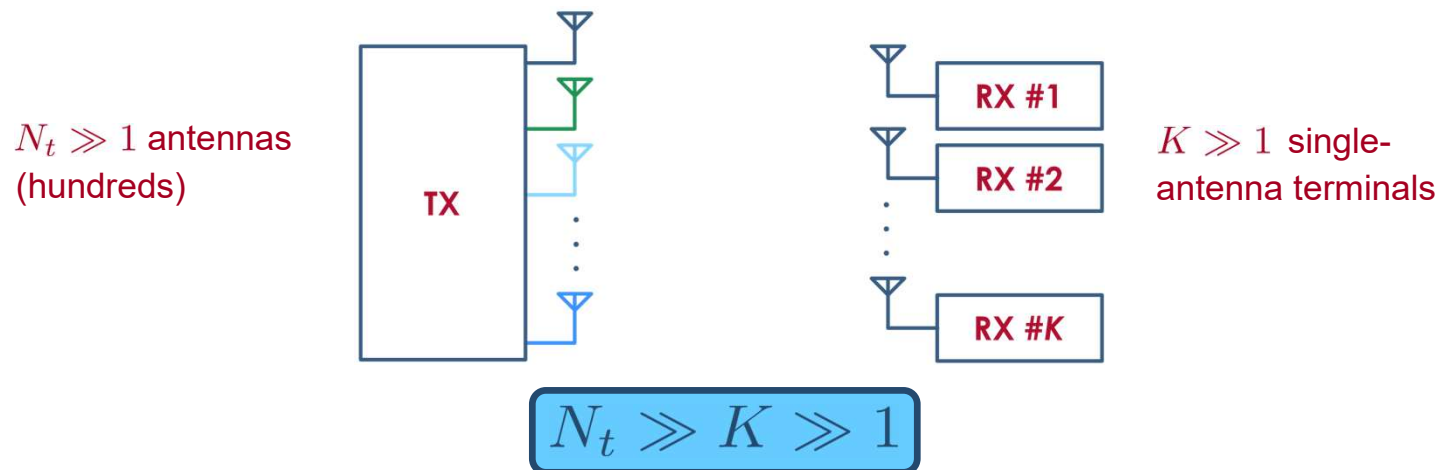 N_t ≫ 1 antennas
(hundreds)
TX
RX #1
RX #2
RX #K
K ≫ 1 single-
antenna terminals
N_t ≫ K ≫ 1